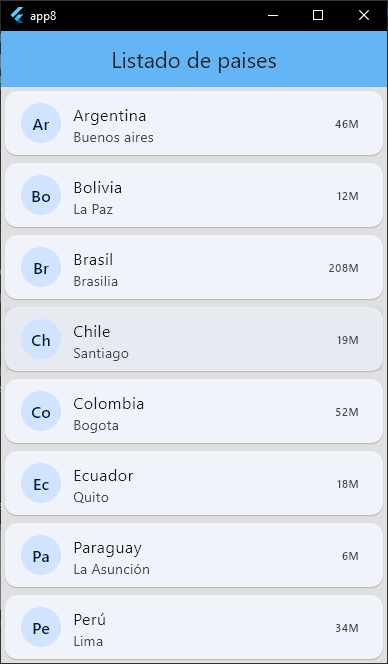 app8
Listado de paises
Ar
Argentina
Buenos aires
46M
Bo
Bolivia
La Paz
12M
Br
Brasil
Brasilia
208M
Ch
Chile
Santiago
19M
Co
Colombia
Bogota
52M
Ec
Ecuador
Quito
18M
Pa
Paraguay
La Asunción
6M
Pe
Perú
Lima
34M